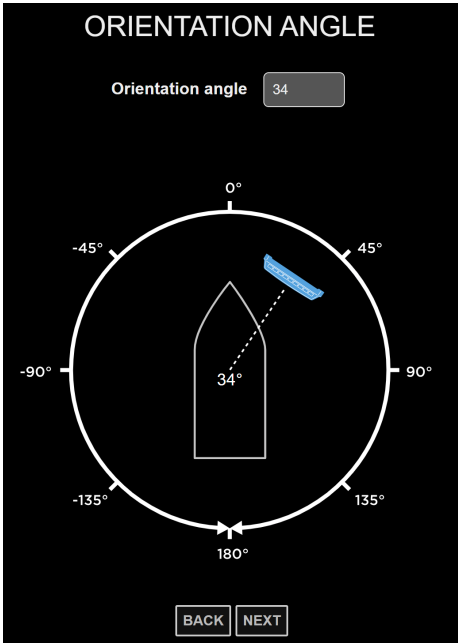 ORIENTATION ANGLE
Orientation angle 34
0°
-45° 45°
34°
-90° 90°
-135° 135°
180°
BACK NEXT